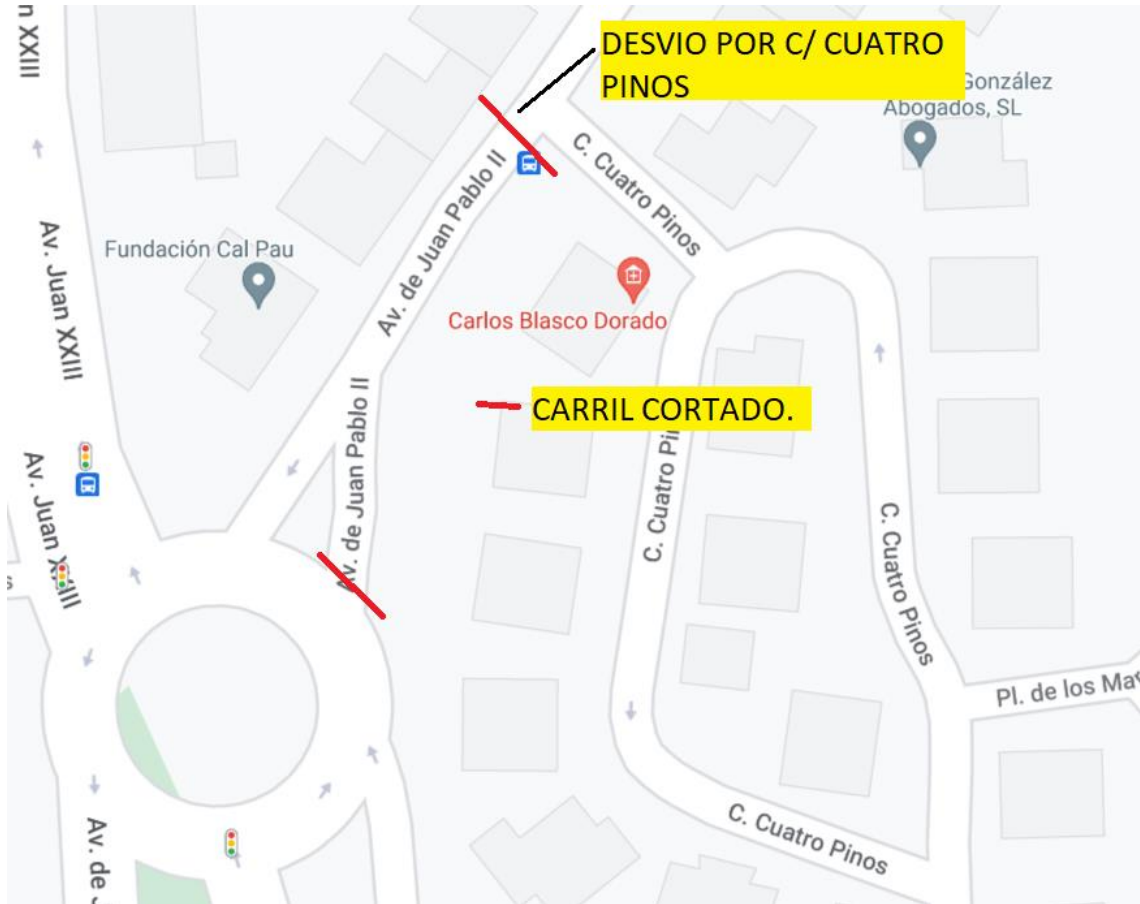 n XXIII
DESVIO POR C/ CUATRO
PINOS
González
Abogados, SL
C. Cuatro Pinos
Av. de Juan Pablo II
Fundación Cal Pau
Av. Juan XXIII
Carlos Blasco Dorado
CARRIL CORTADO.
Av. de Juan Pablo II
C. Cuatro Pi
Av. Juan XXIII
C. Cuatro Pinos
Pl. de los Ma
C. Cuatro Pinos
Av. de J